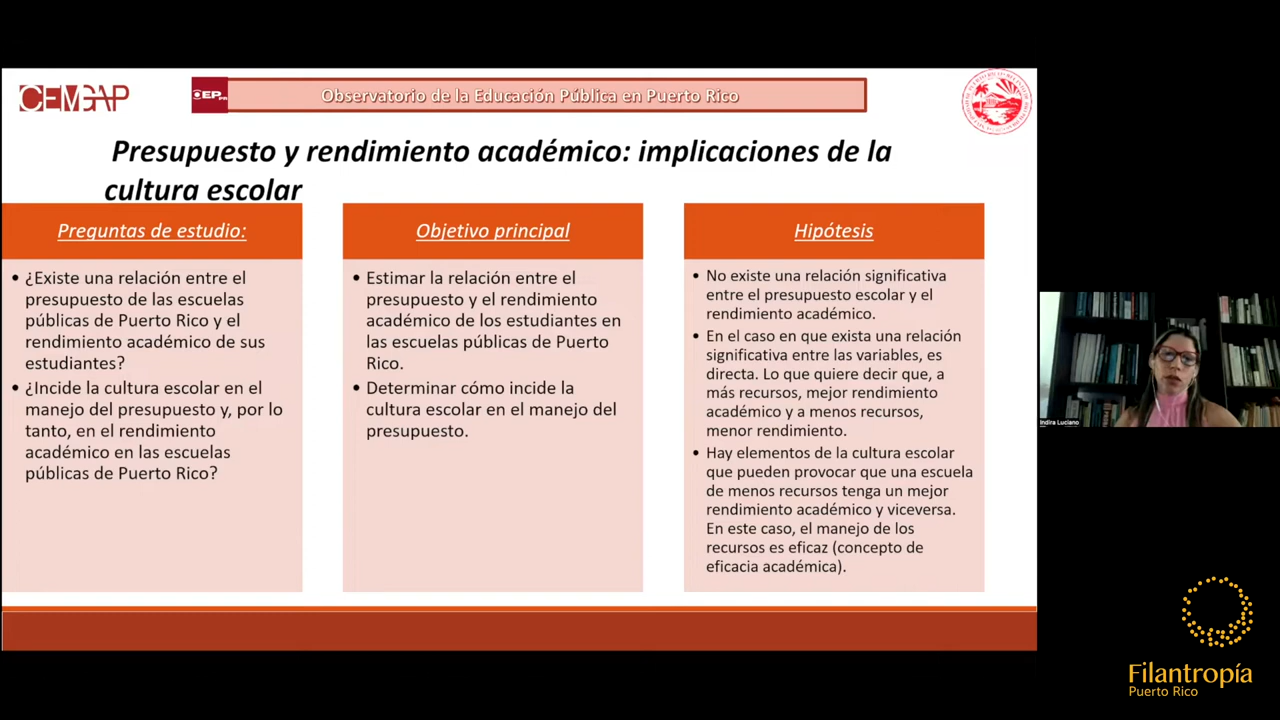 CEMGAP
OEP PR
Observatorio de la Educación Pública en Puerto Rico
Presupuesto y rendimiento académico: implicaciones de la
cultura escolar
Preguntas de estudio:
• ¿Existe una relación entre el
presupuesto de las escuelas
públicas de Puerto Rico y el
rendimiento académico de sus
estudiantes?
• ¿Incide la cultura escolar en el
manejo del presupuesto y, por lo
tanto, en el rendimiento
académico en las escuelas
públicas de Puerto Rico?
Objetivo principal
• Estimar la relación entre el
presupuesto y el rendimiento
académico de los estudiantes en
las escuelas públicas de Puerto
Rico.
• Determinar cómo incide la
cultura escolar en el manejo del
presupuesto.
Hipótesis
• No existe una relación significativa
entre el presupuesto escolar y el
rendimiento académico.
• En el caso en que exista una relación
significativa entre las variables, es
directa. Lo que quiere decir que, a
más recursos, mejor rendimiento
académico y a menos recursos,
menor rendimiento.
• Hay elementos de la cultura escolar
que pueden provocar que una escuela
de menos recursos tenga un mejor
rendimiento académico y viceversa.
En este caso, el manejo de los
recursos es eficaz (concepto de
eficacia académica).
Indira Luciano
Filantropía
Puerto Rico